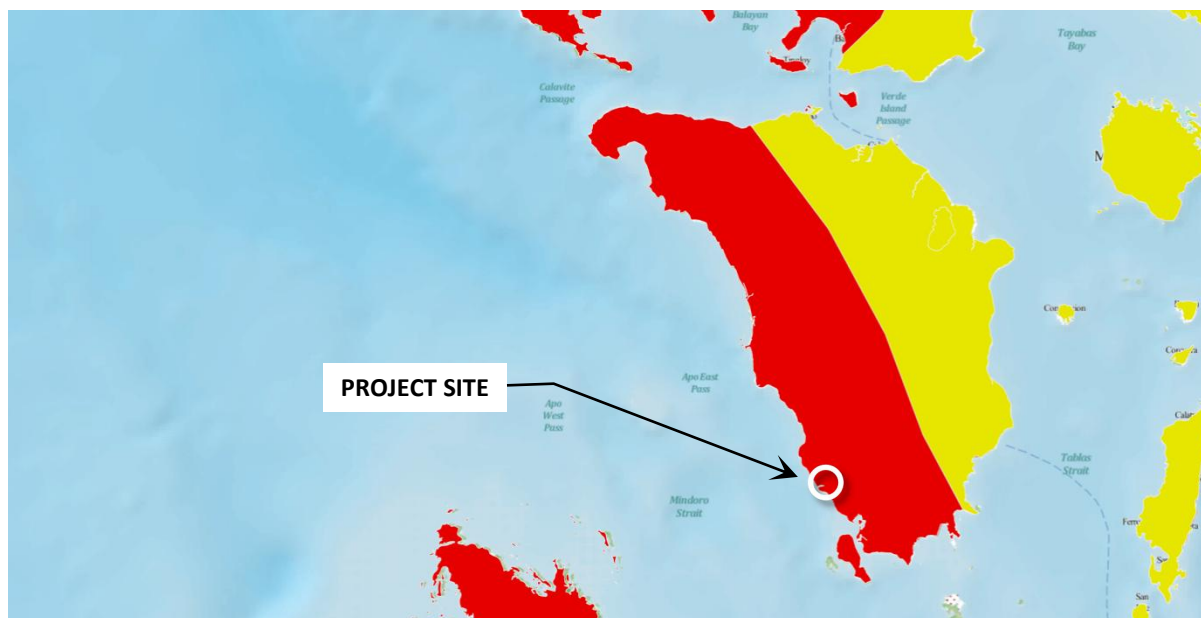 Balayan
Bay
Tayabas
Bay
Calavite
Passage
Verde
Island
Passage
M
PROJECT SITE
Apo East
Pass
Apo
West
Pass
Tablas
Strait
Mindoro
Strait
San